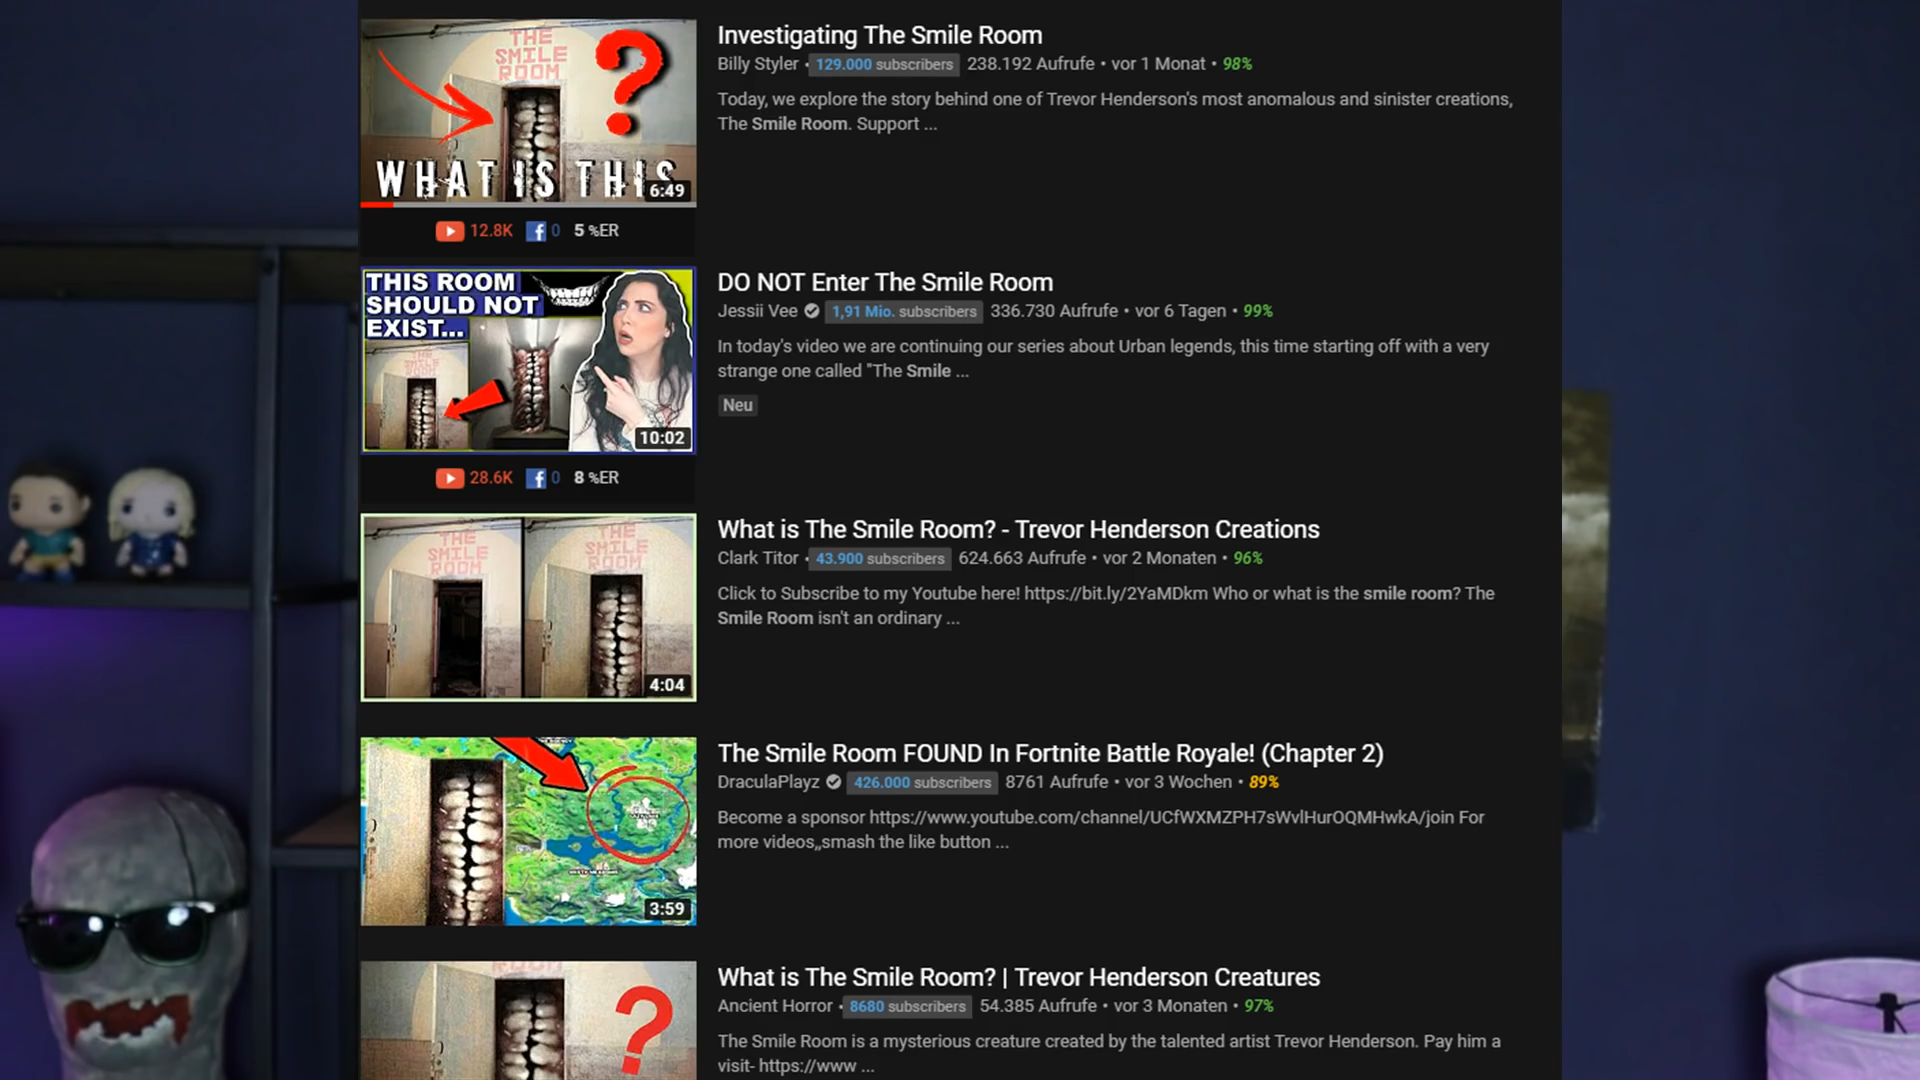 THE
SMILE
ROOM
?
WHAT IS THIS
6:49
12.8K 0 5 %ER
Investigating The Smile Room
Billy Styler • 129.000 subscribers 238.192 Aufrufe • vor 1 Monat • 98%
Today, we explore the story behind one of Trevor Henderson's most anomalous and sinister creations,
The Smile Room. Support ...
THIS ROOM
SHOULD NOT
EXIST...
THE
SMILE
ROOM
10:02
28.6K 0 8 %ER
DO NOT Enter The Smile Room
Jessii Vee 1,91 Mio. subscribers 336.730 Aufrufe • vor 6 Tagen • 99%
In today's video we are continuing our series about Urban legends, this time starting off with a very
strange one called "The Smile ...
Neu
THE
SMILE
ROOM
THE
SMILE
ROOM
4:04
What is The Smile Room? - Trevor Henderson Creations
Clark Titor • 43.900 subscribers 624.663 Aufrufe • vor 2 Monaten • 96%
Click to Subscribe to my Youtube here! https://bit.ly/2YaMDkm Who or what is the smile room? The
Smile Room isn't an ordinary ...
3:59
The Smile Room FOUND In Fortnite Battle Royale! (Chapter 2)
DraculaPlayz 426.000 subscribers 8761 Aufrufe • vor 3 Wochen • 89%
Become a sponsor https://www.youtube.com/channel/UCfWXMZPH7sWvlHurOQMHwkA/join For
more videos,,smash the like button ...
ROOM
?
What is The Smile Room? | Trevor Henderson Creatures
Ancient Horror • 8680 subscribers 54.385 Aufrufe • vor 3 Monaten • 97%
The Smile Room is a mysterious creature created by the talented artist Trevor Henderson. Pay him a
visit- https://www ...